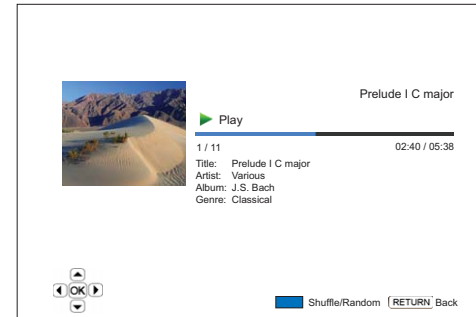 Prelude I C major
Play
1 / 11 02:40 / 05:38
Title: Prelude I C major
Artist: Various
Album: J.S. Bach
Genre: Classical
OK
Shuffle/Random RETURN Back